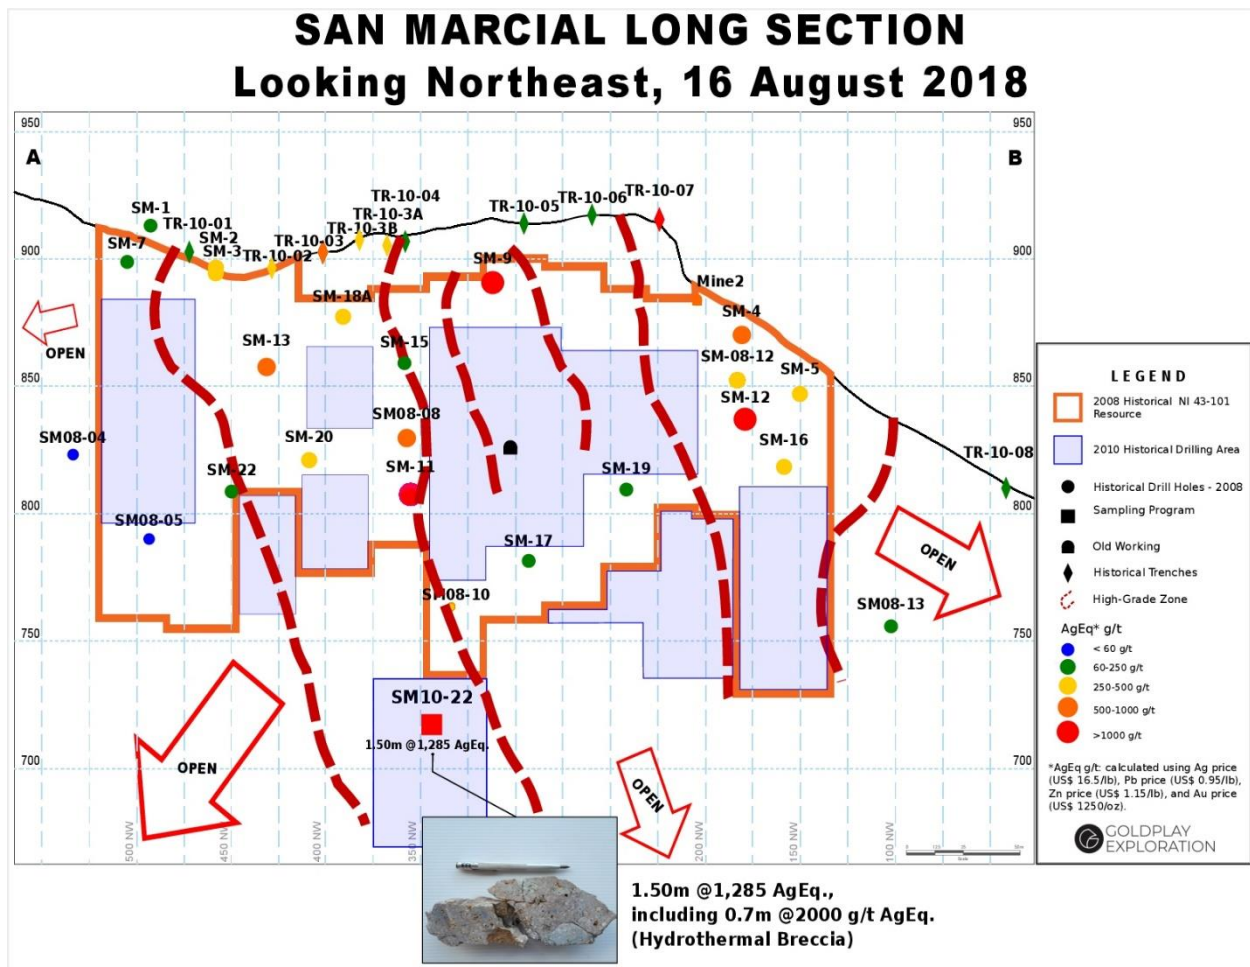 SAN MARCIAL LONG SECTION
Looking Northeast, 16 August 2018
950
950
A
B
TR-10-04
TR-10-06
TR-10-07
SM-1
TR-10-01
TR-10-3A
TR-10-05
SM-7
SM-2
TR-10-3B
TR-10-03
SM-3
TR-10-02
900
900
SM-9
Mine2
SM-18A
SM-4
OPEN
SM-13
SM-15
SM-08-12
SM-5
850
850
SM-12
SM08-08
SM08-04
SM-20
SM-16
TR-10-08
SM-22
SM-11
SM-19
800
800
SM08-05
SM-17
OPEN
SM08-10
SM08-13
750
750
SM10-22
1.50m @1,285 AgEq.
700
700
OPEN
OPEN
500 NW
450 NW
400 NW
350 NW
200 NW
150 NW
100 NW
Scale
LEGEND
2008 Historical NI 43-101
Resource
2010 Historical Drilling Area
Historical Drill Holes - 2008
Sampling Program
Old Working
Historical Trenches
High-Grade Zone
AgEq* g/t
< 60 g/t
60-250 g/t
250-500 g/t
500-1000 g/t
>1000 g/t
*AgEq g/t: calculated using Ag price
(US$ 16.5/lb), Pb price (US$ 0.95/lb),
Zn price (US$ 1.15/lb), and Au price
(US$ 1250/oz).
GOLDPLAY
EXPLORATION
1.50m @1,285 AgEq.,
including 0.7m @2000 g/t AgEq.
(Hydrothermal Breccia)